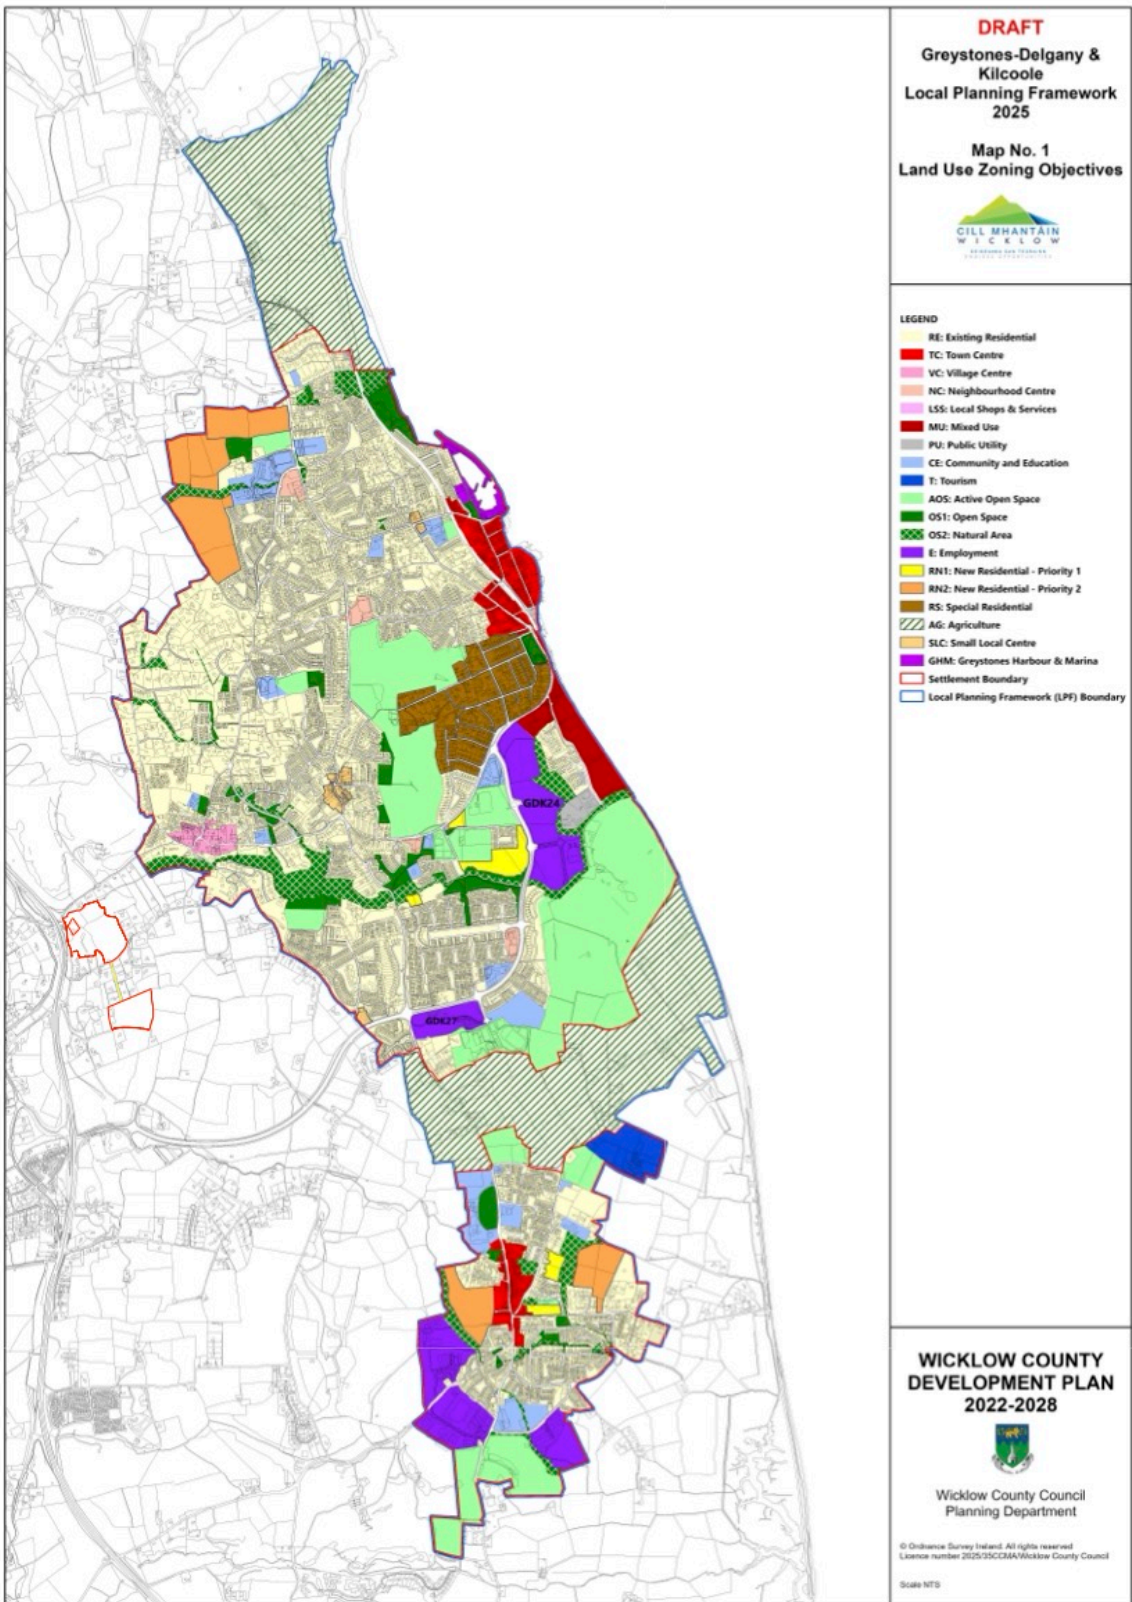 DRAFT
Greystones-Delgany &
Kilcoole
Local Planning Framework
2025
Map No. 1
Land Use Zoning Objectives
CILL MHANTÁIN
WICKLOW
LEGEND
RE: Existing Residential
TC: Town Centre
VC: Village Centre
NC: Neighbourhood Centre
LSS: Local Shops & Services
MU: Mixed Use
PU: Public Utility
CE: Community and Education
T: Tourism
AOS: Active Open Space
OS1: Open Space
OS2: Natural Area
E: Employment
RN1: New Residential - Priority 1
RN2: New Residential - Priority 2
RS: Special Residential
AG: Agriculture
SLC: Small Local Centre
GHM: Greystones Harbour & Marina
Settlement Boundary
Local Planning Framework (LPF) Boundary
GDK24
GDK27
WICKLOW COUNTY
DEVELOPMENT PLAN
2022-2028
Wicklow County Council
Planning Department
© Ordnance Survey Ireland. All rights reserved
Licence number 2025/35CCMA/Wicklow County Council
Scale NTS